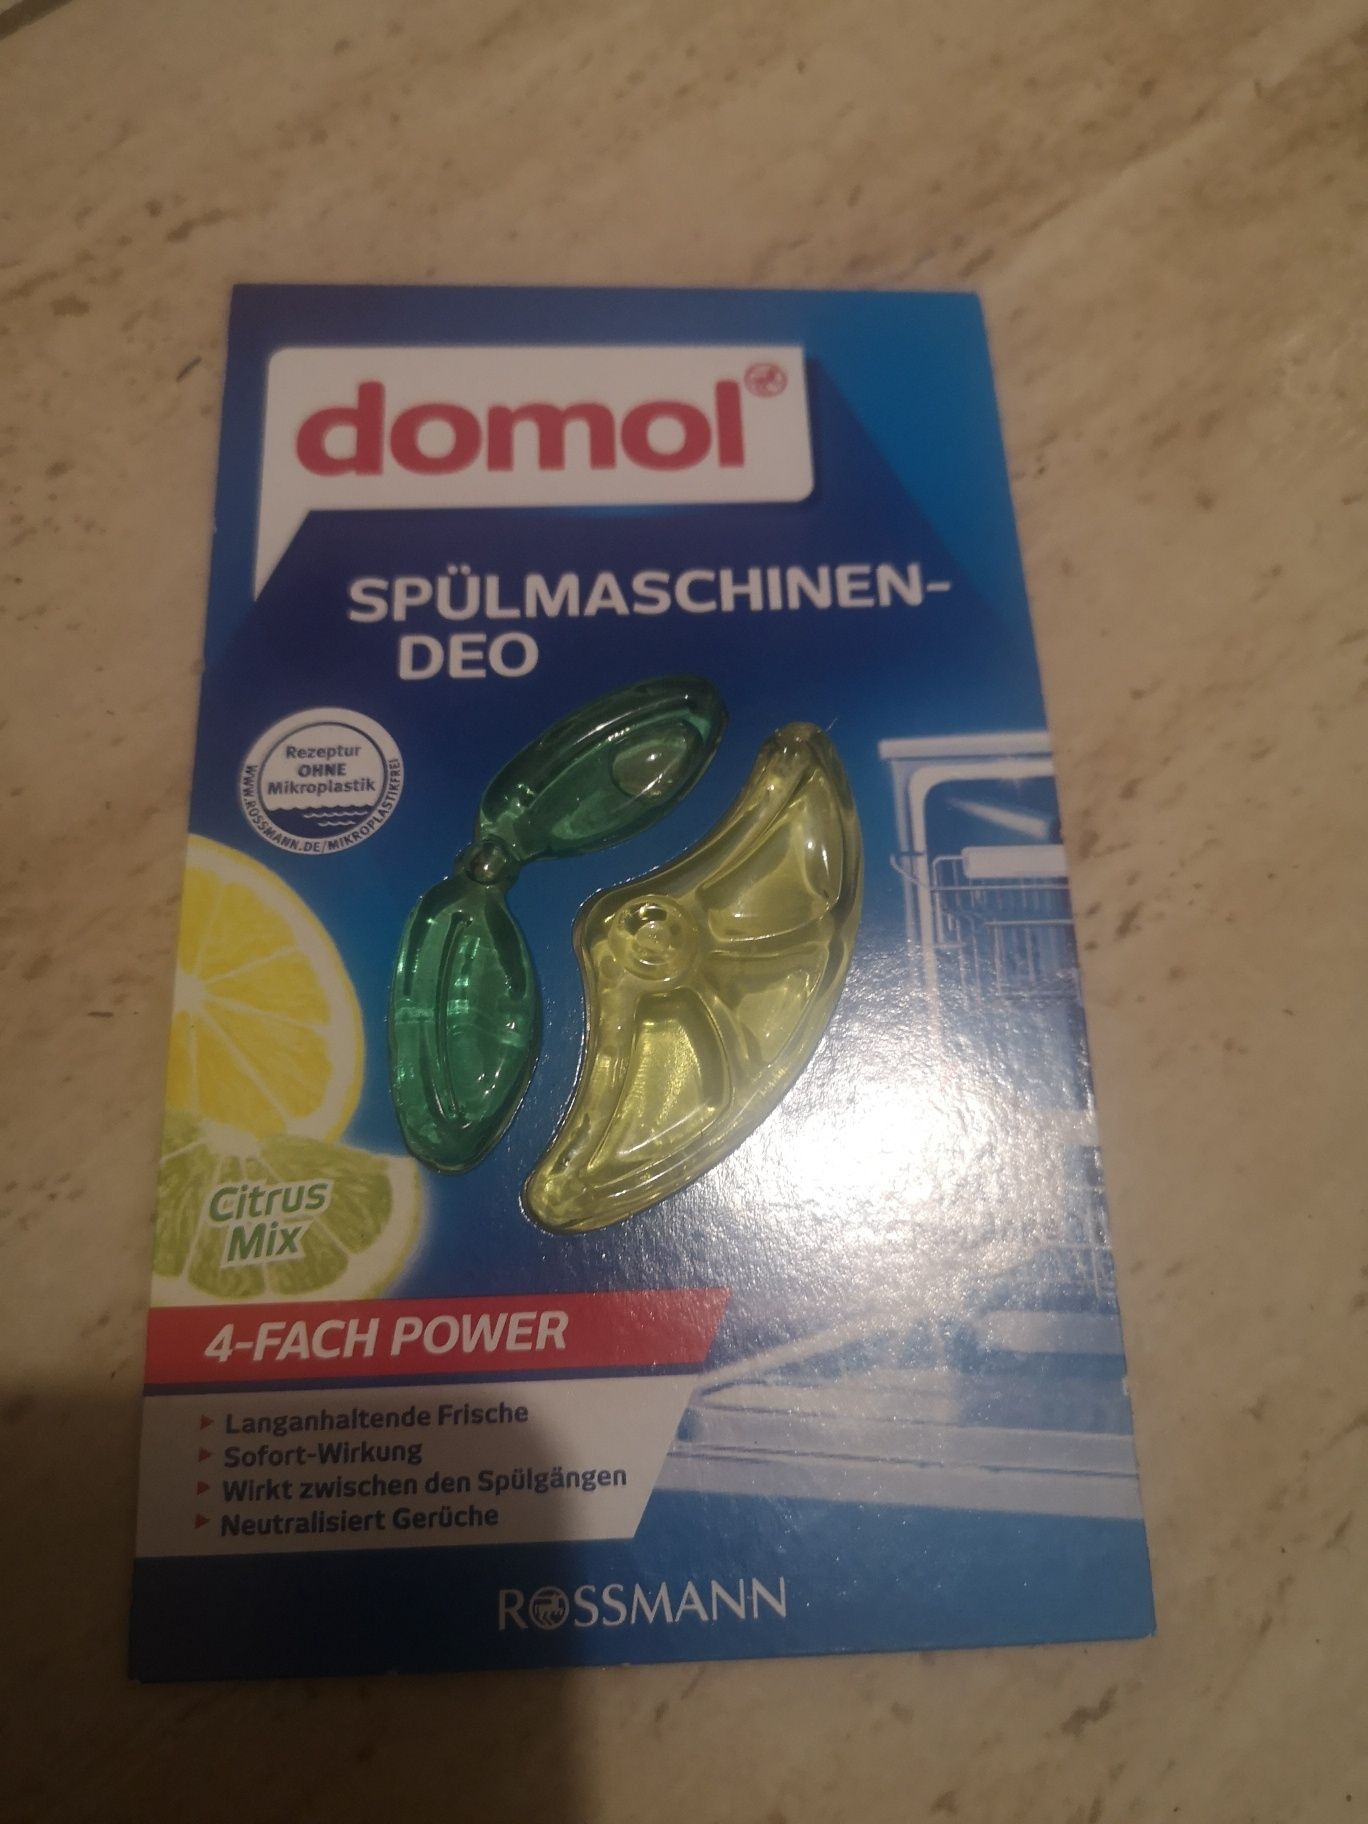 domol
SPÜLMASCHINEN-
DEO
Rezeptur
OHNE
Mikroplastik
WWW.ROSSMANN.DE/MIKROPLASTIKFREI
Citrus
Mix
4-FACH POWER
Langanhaltende Frische
Sofort-Wirkung
Wirkt zwischen den Spülgängen
Neutralisiert Gerüche
ROSSMANN